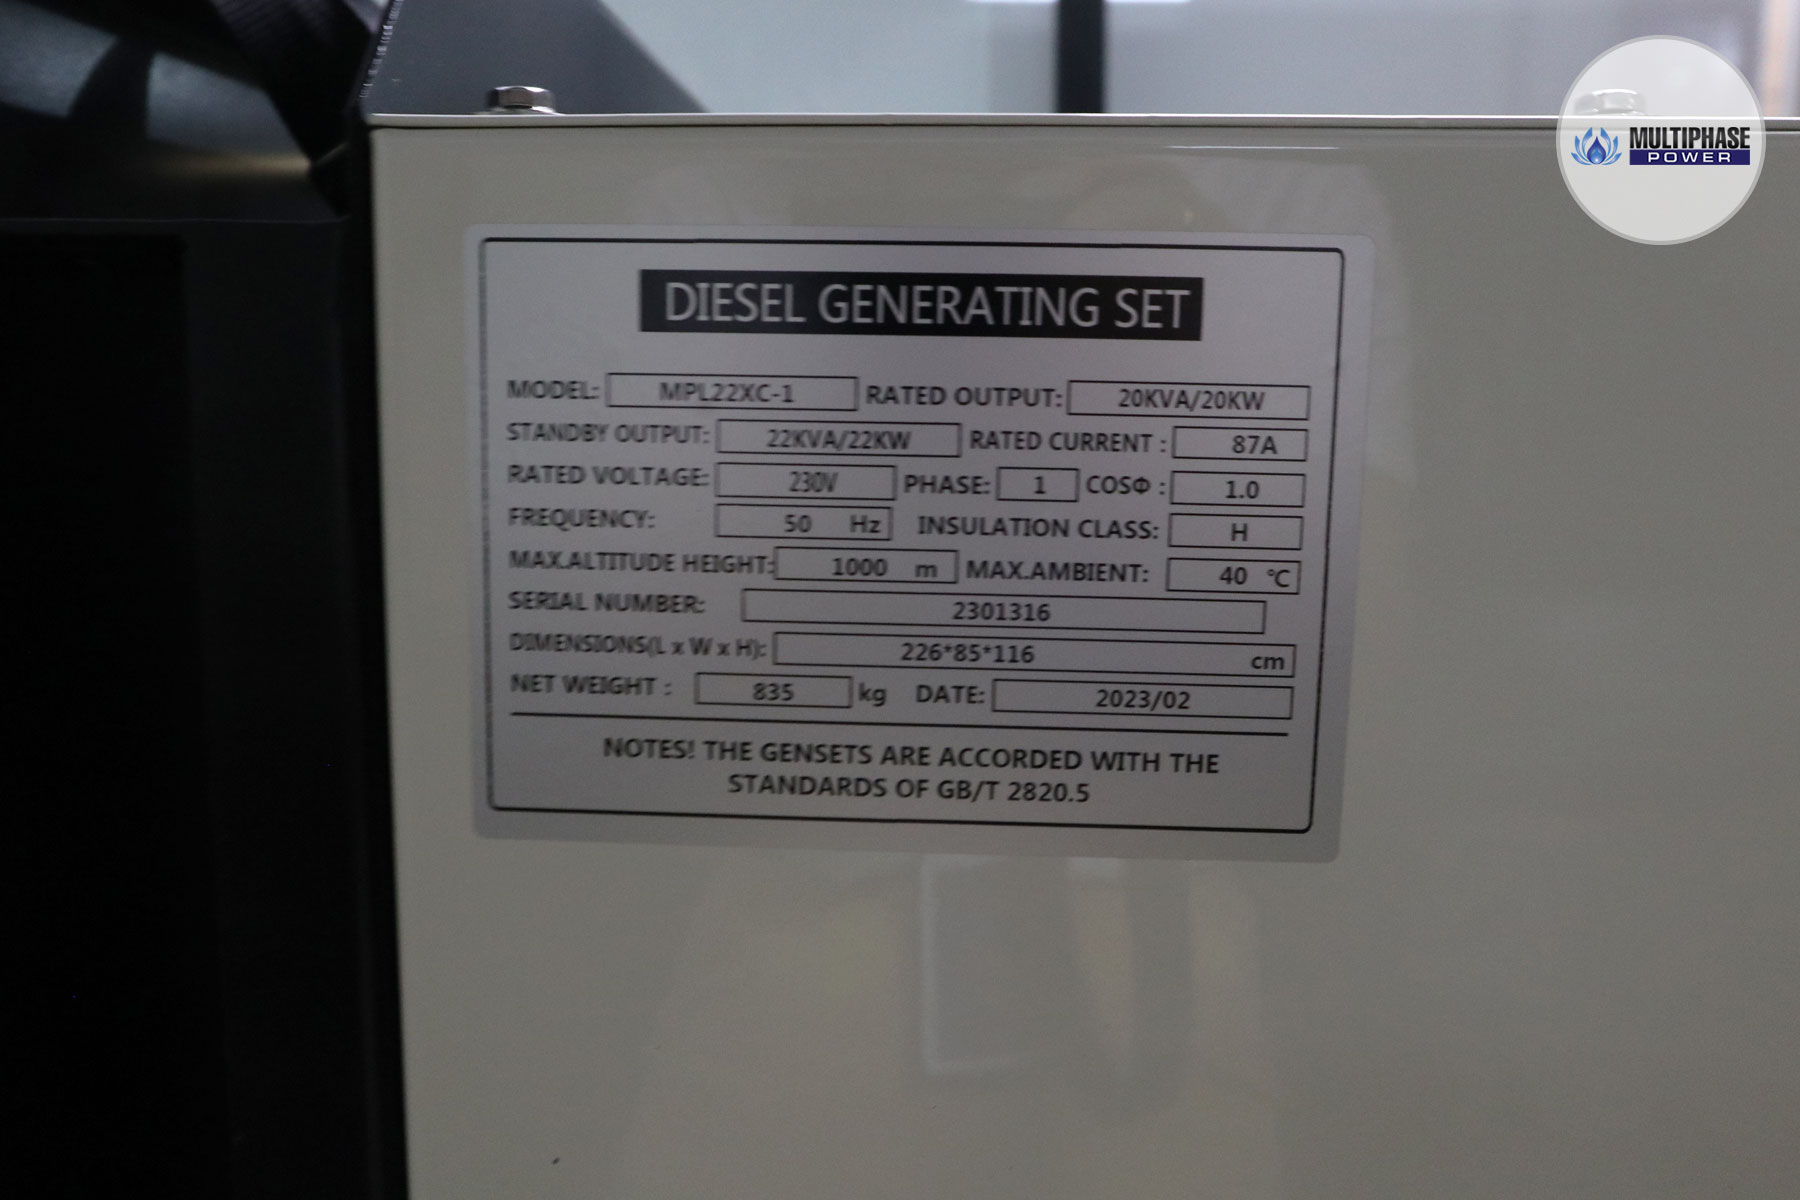 MULTIPHASE
POWER
DIESEL GENERATING SET
MODEL: MPL22XC-1 RATED OUTPUT: 20KVA/20KW
STANDBY OUTPUT: 22KVA/22KW RATED CURRENT : 87A
RATED VOLTAGE: 230V PHASE: 1 COSΦ : 1.0
FREQUENCY: 50 Hz INSULATION CLASS: H
MAX.ALTITUDE HEIGHT: 1000 m MAX.AMBIENT: 40 °C
SERIAL NUMBER: 2301316
DIMENSIONS(L x W x H): 226*85*116 cm
NET WEIGHT : 835 kg DATE: 2023/02
NOTES! THE GENSETS ARE ACCORDED WITH THE
STANDARDS OF GB/T 2820.5